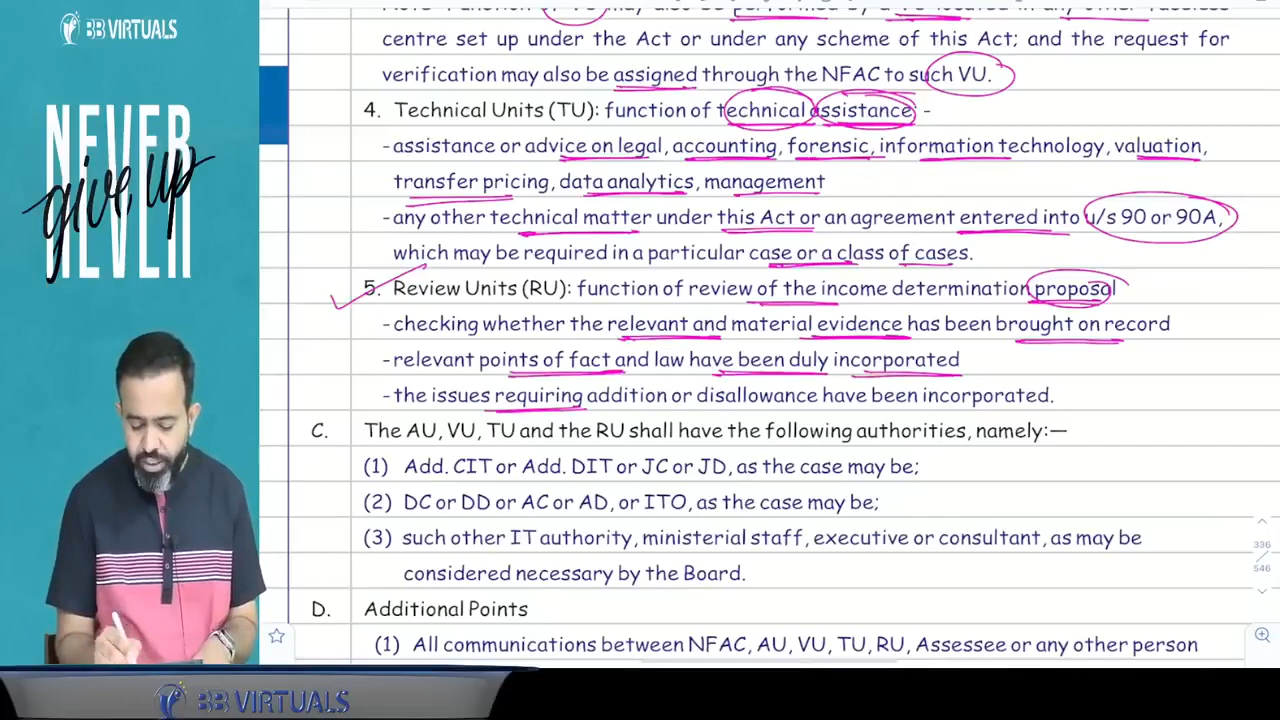 BB VIRTUALS
NEVER
give up
NEVER
centre set up under the Act or under any scheme of this Act; and the request for
verification may also be assigned through the NFAC to such VU.
4. Technical Units (TU): function of technical assistance -
- assistance or advice on legal, accounting, forensic, information technology, valuation,
transfer pricing, data analytics, management
- any other technical matter under this Act or an agreement entered into u/s 90 or 90A,
which may be required in a particular case or a class of cases.
5. Review Units (RU): function of review of the income determination proposal
- checking whether the relevant and material evidence has been brought on record
- relevant points of fact and law have been duly incorporated
- the issues requiring addition or disallowance have been incorporated.
C. The AU, VU, TU and the RU shall have the following authorities, namely:—
(1) Add. CIT or Add. DIT or JC or JD, as the case may be;
(2) DC or DD or AC or AD, or ITO, as the case may be;
(3) such other IT authority, ministerial staff, executive or consultant, as may be
considered necessary by the Board.
336
546
D. Additional Points
(1) All communications between NFAC, AU, VU, TU, RU, Assessee or any other person
BB VIRTUALS